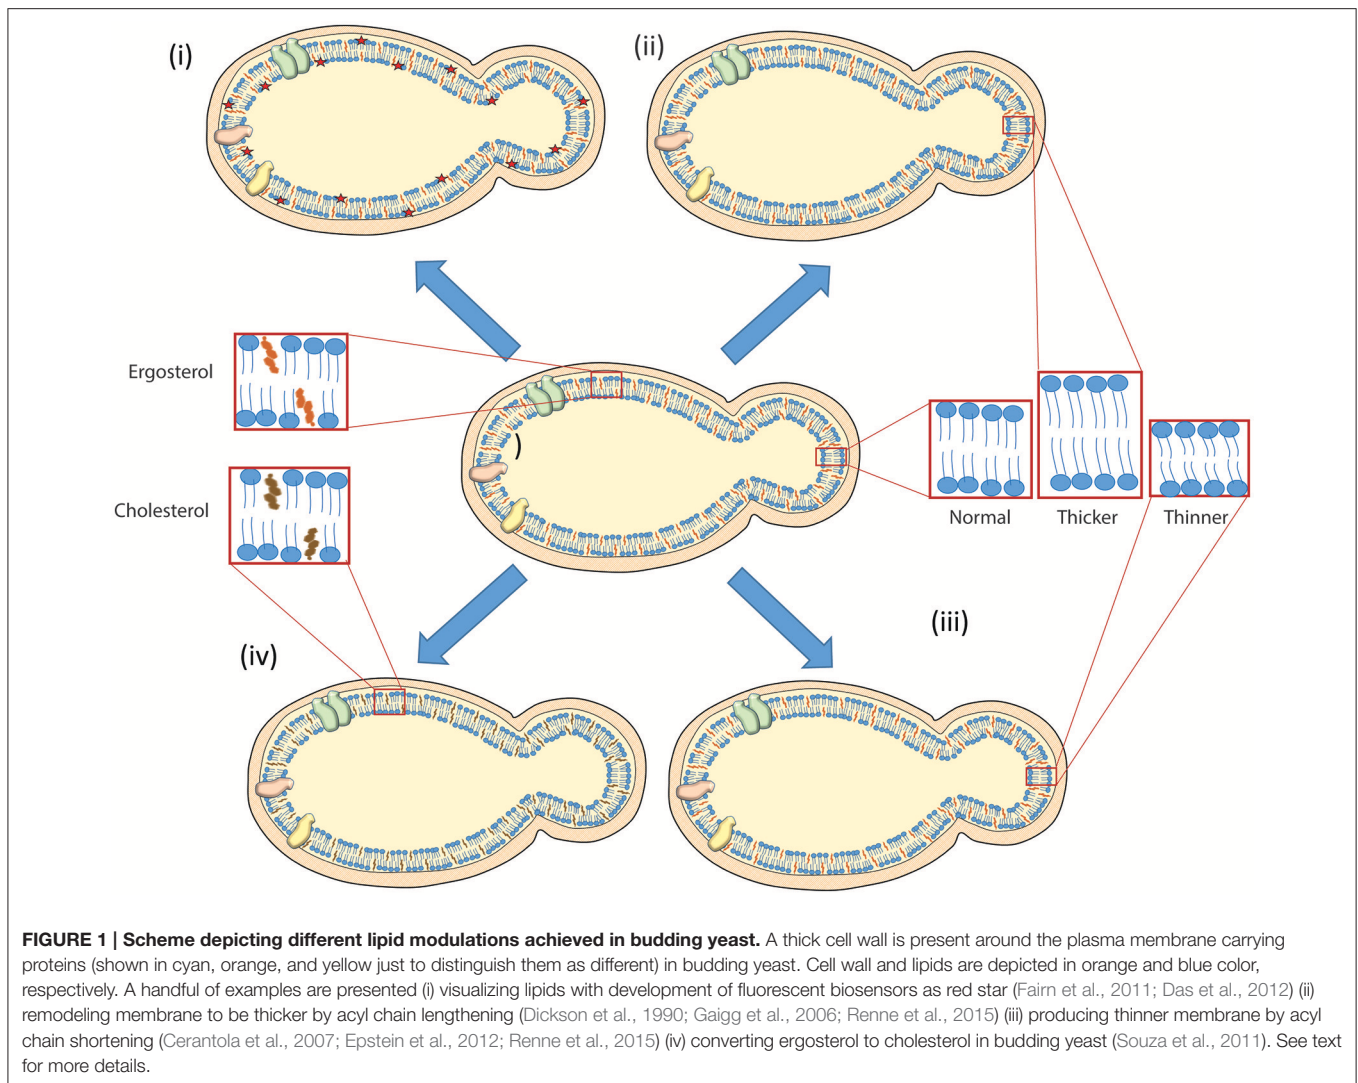 (i)
(ii)
Ergosterol
Cholesterol
)
Normal
Thicker
Thinner
(iii)
(iv)
FIGURE 1 | Scheme depicting different lipid modulations achieved in budding yeast. A thick cell wall is present around the plasma membrane carrying
proteins (shown in cyan, orange, and yellow just to distinguish them as different) in budding yeast. Cell wall and lipids are depicted in orange and blue color,
respectively. A handful of examples are presented (i) visualizing lipids with development of fluorescent biosensors as red star (Fairn et al., 2011; Das et al., 2012) (ii)
remodeling membrane to be thicker by acyl chain lengthening (Dickson et al., 1990; Gaigg et al., 2006; Renne et al., 2015) (iii) producing thinner membrane by acyl
chain shortening (Cerantola et al., 2007; Epstein et al., 2012; Renne et al., 2015) (iv) converting ergosterol to cholesterol in budding yeast (Souza et al., 2011). See text
for more details.